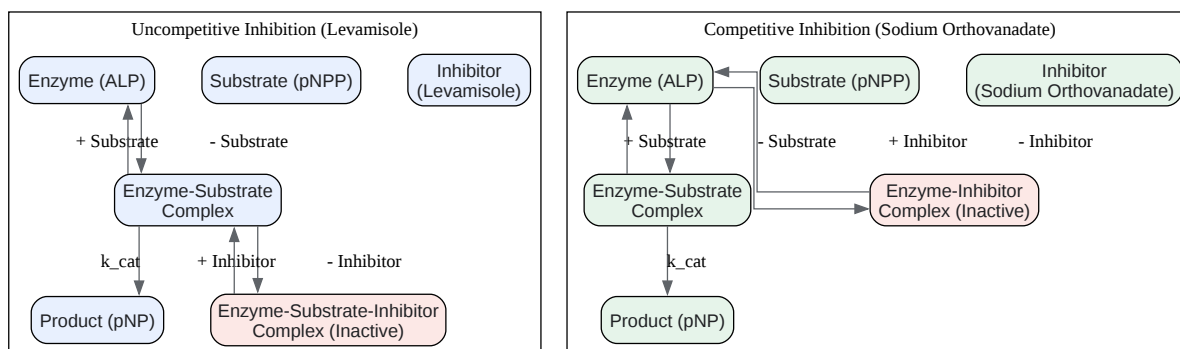 Uncompetitive Inhibition (Levamisole)
Enzyme (ALP)
Substrate (pNPP)
Inhibitor
(Levamisole)
+ Substrate
- Substrate
Enzyme-Substrate
Complex
k_cat
+ Inhibitor
- Inhibitor
Product (pNP)
Enzyme-Substrate-Inhibitor
Complex (Inactive)
Competitive Inhibition (Sodium Orthovanadate)
Enzyme (ALP)
Substrate (pNPP)
Inhibitor
(Sodium Orthovanadate)
+ Substrate
- Substrate
+ Inhibitor
- Inhibitor
Enzyme-Substrate
Complex
Enzyme-Inhibitor
Complex (Inactive)
k_cat
Product (pNP)